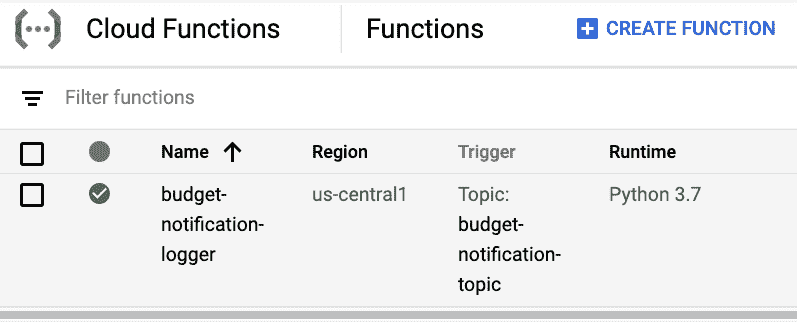 Cloud Functions Functions CREATE FUNCTION
Filter functions
Name Region Trigger Runtime
budget- us-central1 Topic: Python 3.7
notification- budget-
logger notification-
topic